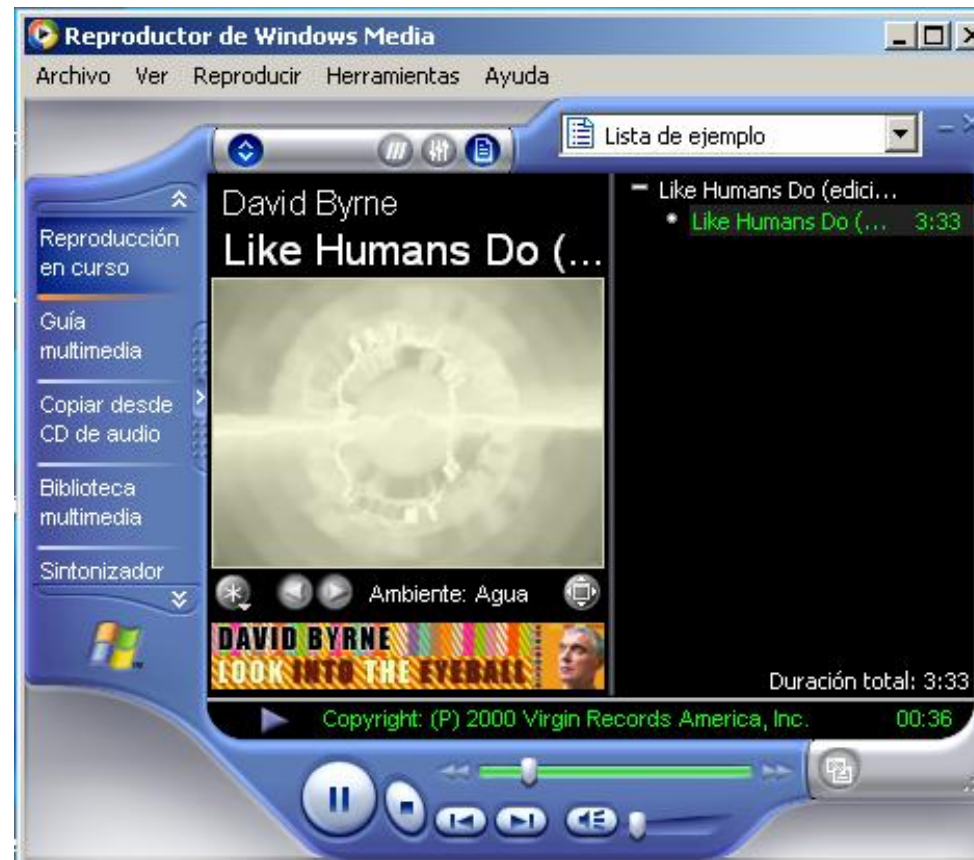 Reproductor de Windows Media
Archivo Ver Reproducir Herramientas Ayuda
Lista de ejemplo
Reproducción
en curso
Guía
multimedia
Copiar desde
CD de audio
Biblioteca
multimedia
Sintonizador
David Byrne
Like Humans Do (...
Ambiente: Agua
DAVID BYRNE
LOOK INTO THE EYEBALL
Like Humans Do (edici...
Like Humans Do (... 3:33
Duración total: 3:33
Copyright: (P) 2000 Virgin Records America, Inc. 00:36